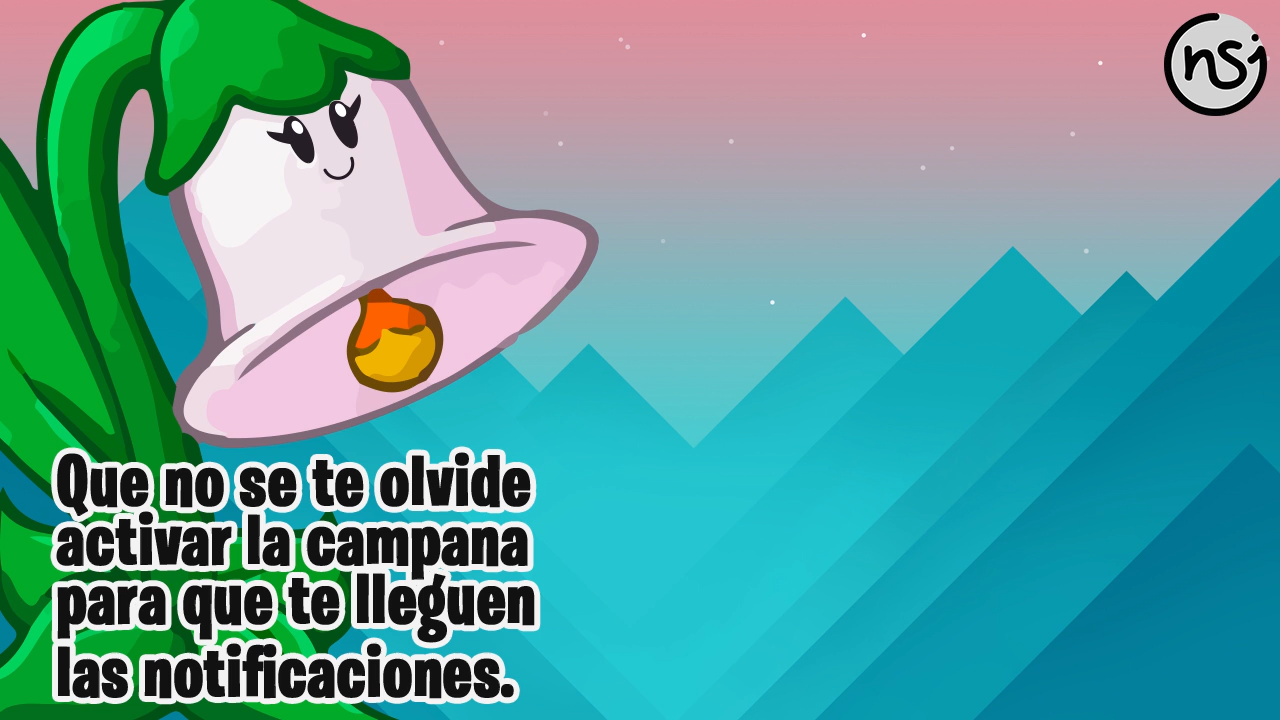 nsi
Que no se te olvide
activar la campana
para que te lleguen
las notificaciones.